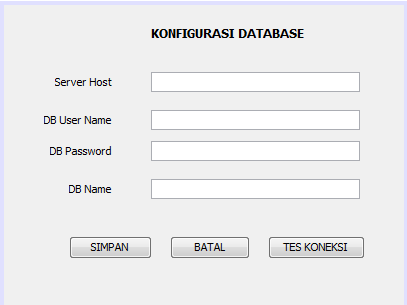 KONFIGURASI DATABASE
Server Host
DB User Name
DB Password
DB Name
SIMPAN BATAL TES KONEKSI